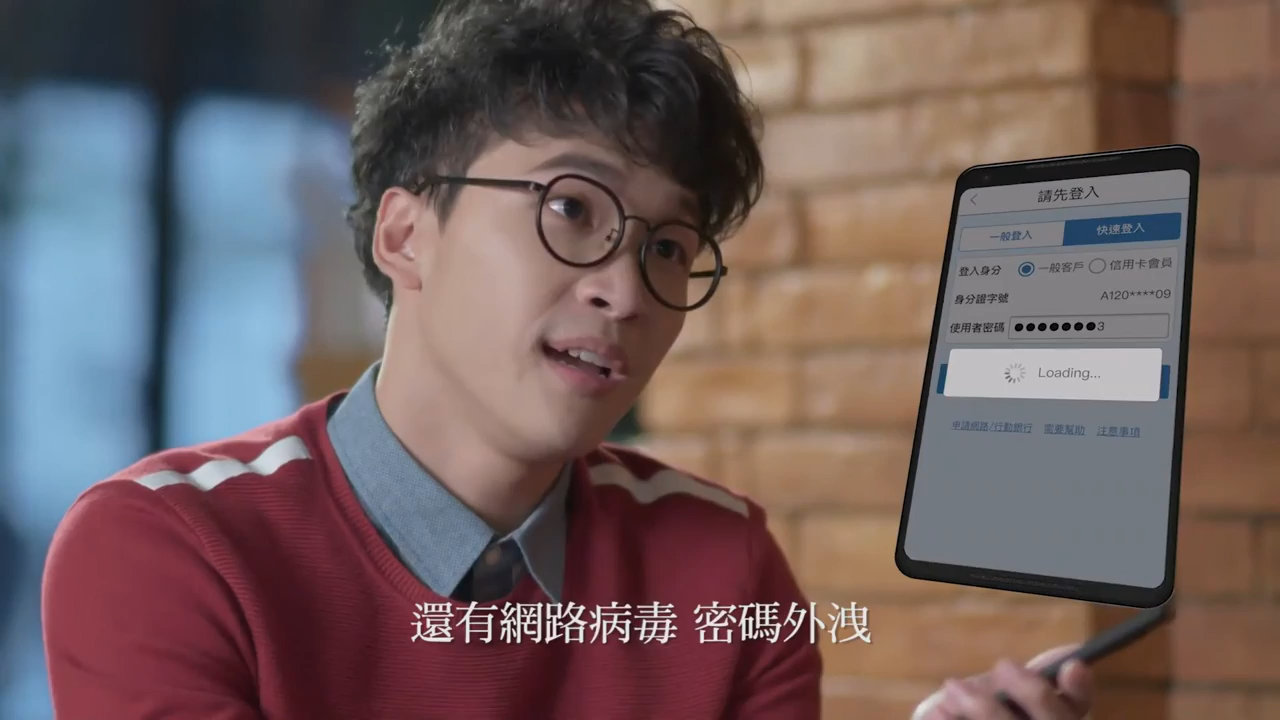 請先登入
一般登入 快速登入
登入身分 一般客戶 信用卡會員
身分證字號 A120****09
使用者密碼 ●●●●●●●3
Loading...
申請網路/行動銀行 需要幫助 注意事項
還有網路病毒 密碼外洩